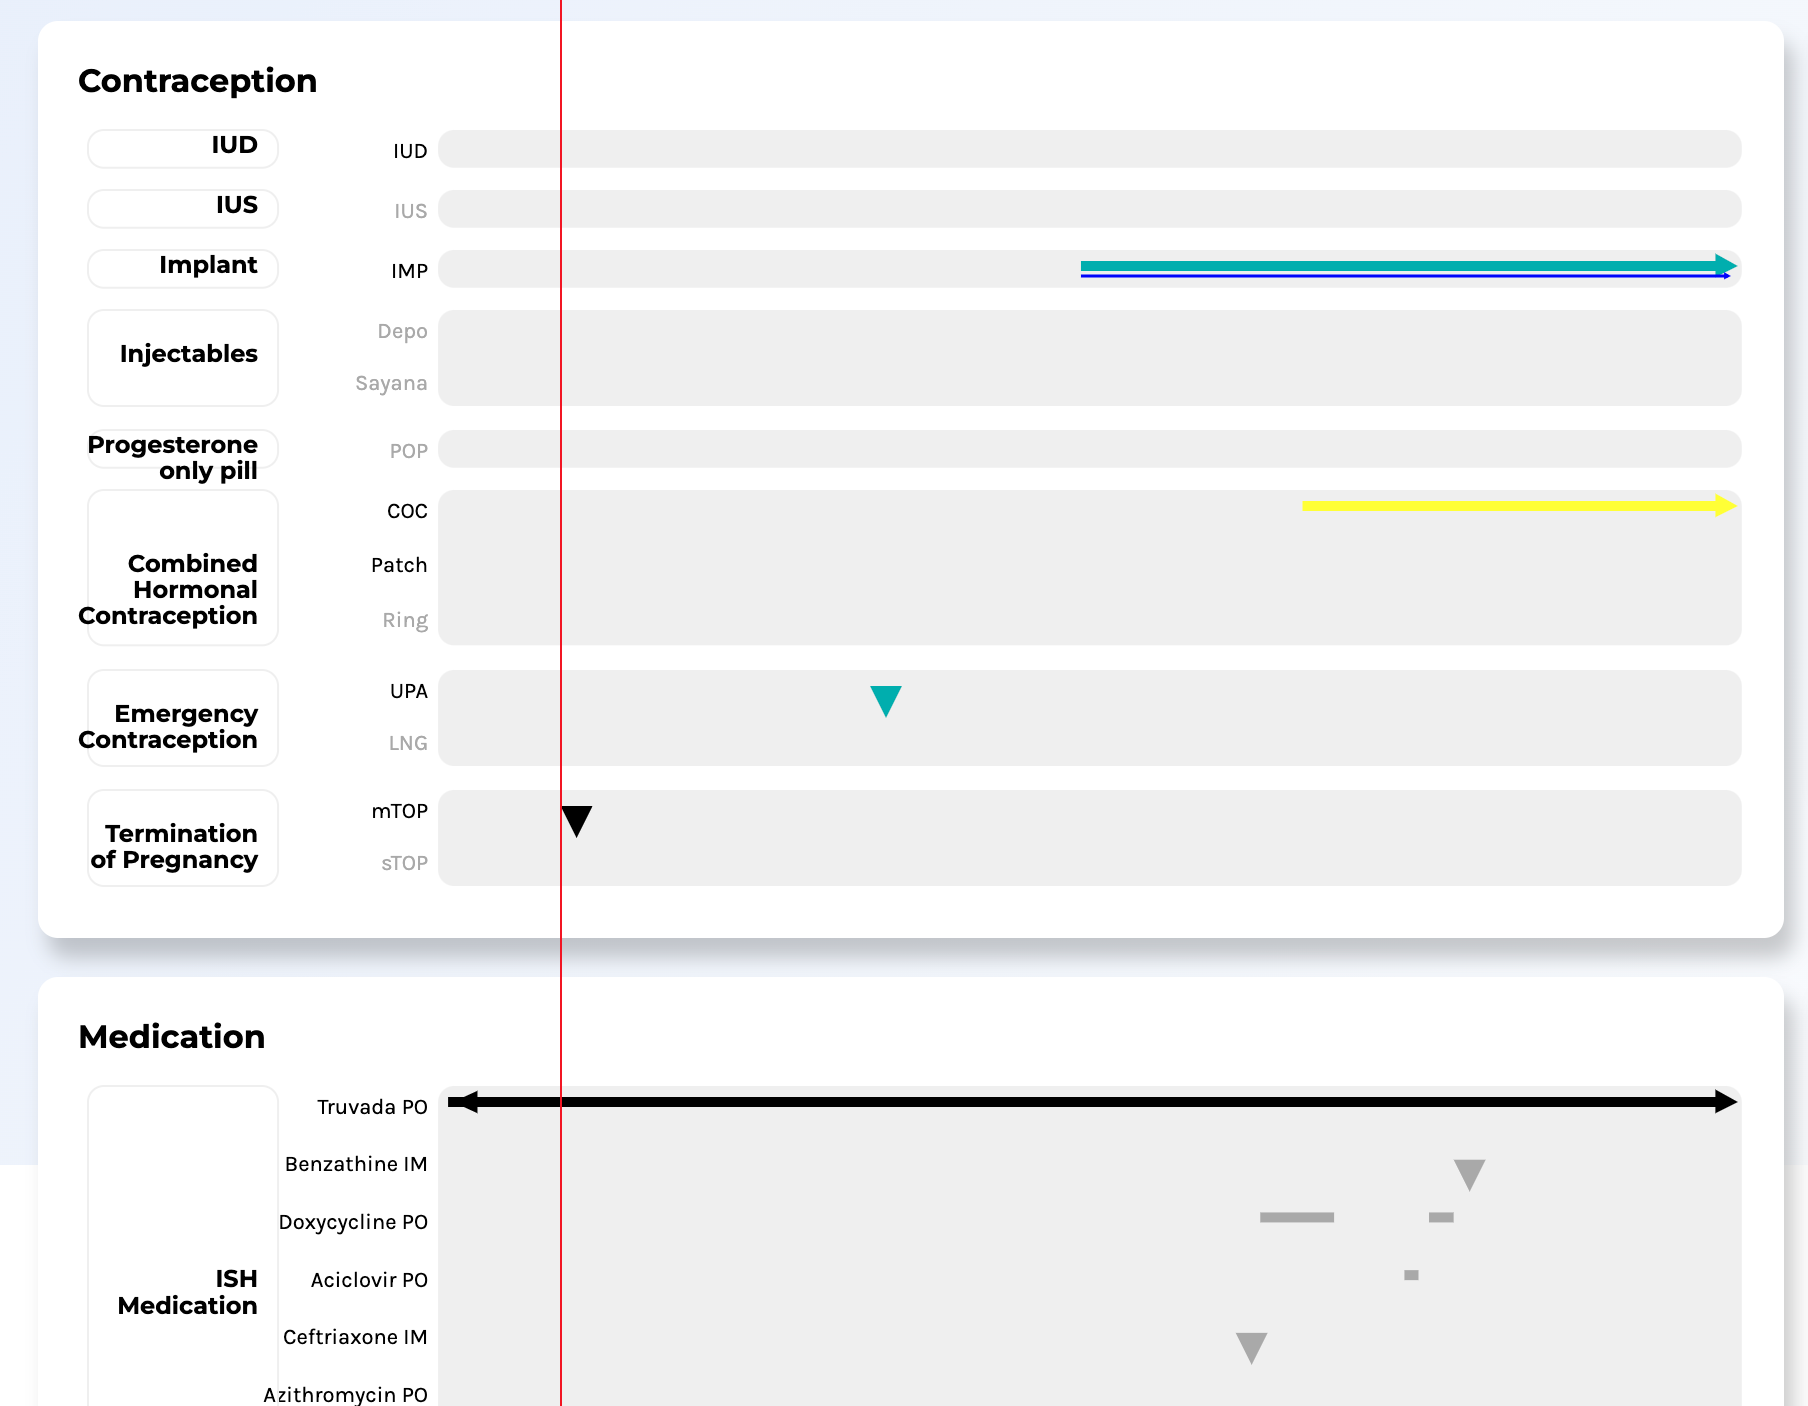 Contraception
IUD
IUD
IUS
IUS
Implant
IMP
Injectables
Depo
Sayana
Progesterone
only pill
POP
Combined
Hormonal
Contraception
COC
Patch
Ring
Emergency
Contraception
UPA
LNG
Termination
of Pregnancy
mTOP
sTOP
Medication
ISH
Medication
Truvada PO
Benzathine IM
Doxycycline PO
Aciclovir PO
Ceftriaxone IM
Azithromycin PO